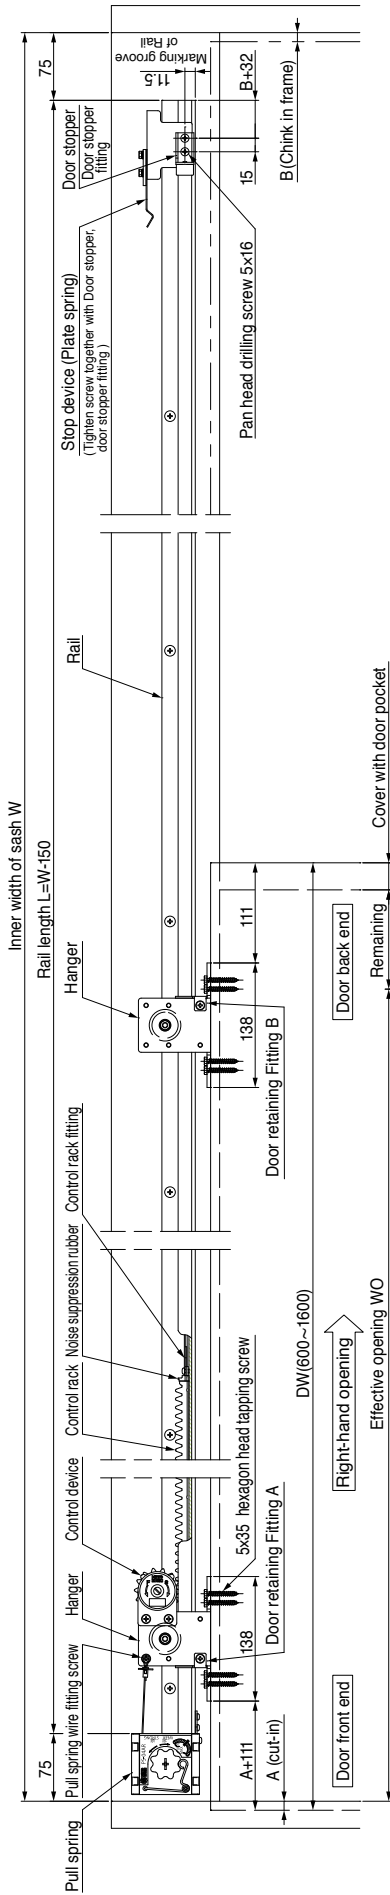 Inner width of sash W
75
Rail length L=W-150
75
Pull spring
Pull spring wire fitting screw
Hanger
Control device
Control rack
Noise suppression rubber
Control rack fitting
Hanger
Rail
Stop device (Plate spring)
(Tighten screw together with Door stopper,
door stopper fitting )
Door stopper
Door stopper
fitting
11.5
Marking groove
of Rail
A+111
138
A (cut-in)
Door retaining Fitting A
5x35 hexagon head tapping screw
138
111
Door retaining Fitting B
Pan head drilling screw 5×16
15
B+32
B (Chink in frame)
DW(600~1600)
Door front end
Right-hand opening
Door back end
Effective opening WO
Remaining
Cover with door pocket